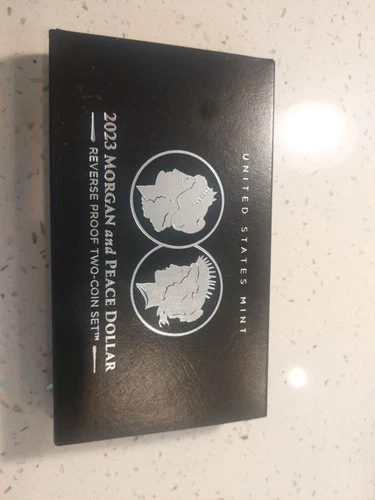 UNITED STATES MINT
2023 MORGAN and PEACE DOLLAR
REVERSE PROOF TWO-COIN SET™